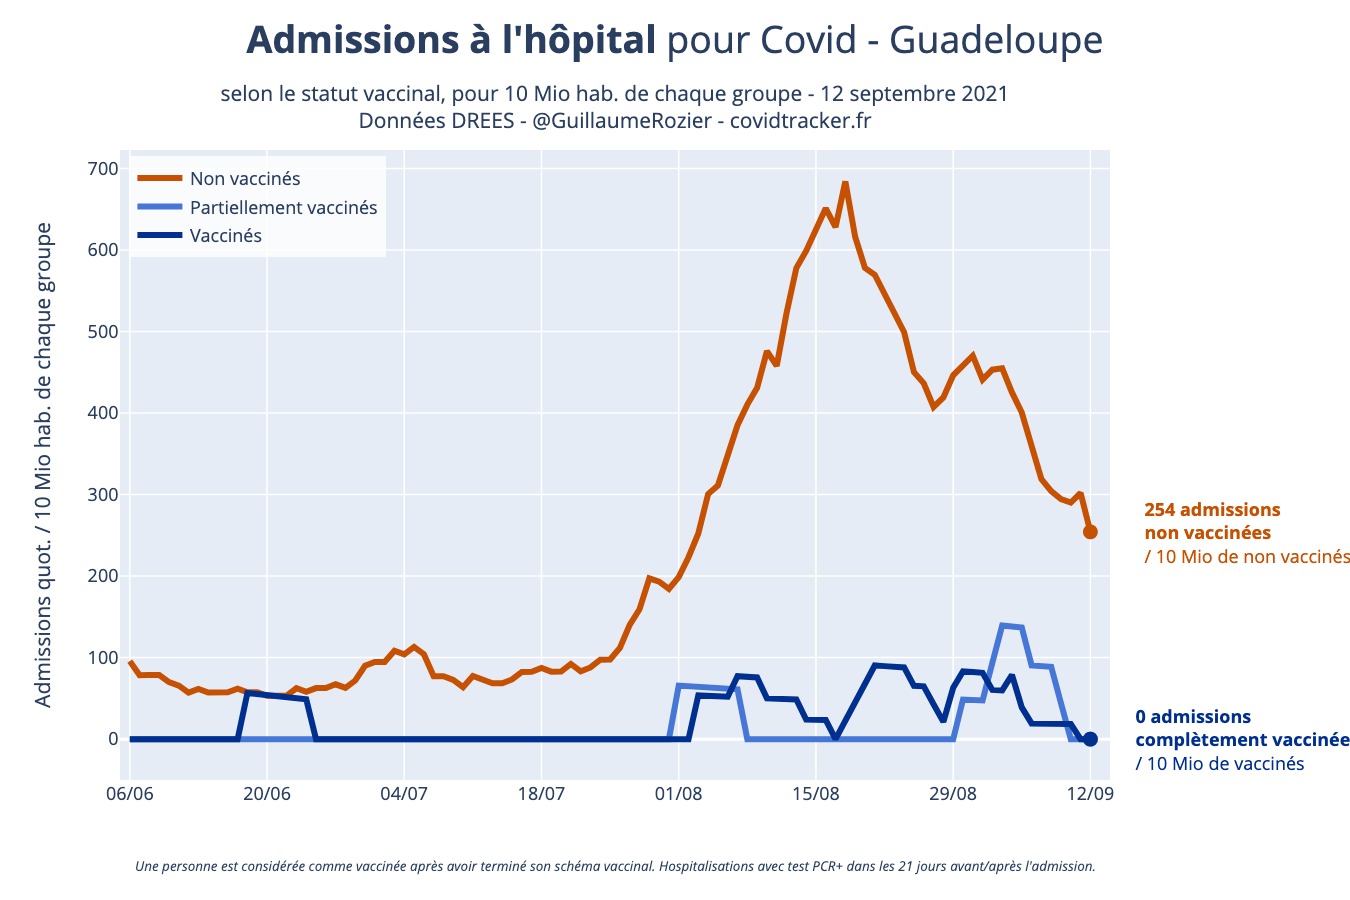 Admissions à l'hôpital pour Covid - Guadeloupe
selon le statut vaccinal, pour 10 Mio hab. de chaque groupe - 12 septembre 2021
Données DREES - @GuillaumeRozier - covidtracker.fr
Admissions quot. / 10 Mio hab. de chaque groupe
700
600
500
400
300
200
100
0
Non vaccinés
Partiellement vaccinés
Vaccinés
254 admissions
non vaccinées
/ 10 Mio de non vaccinés
0 admissions
complètement vaccinée
/ 10 Mio de vaccinés
06/06
20/06
04/07
18/07
01/08
15/08
29/08
12/09
Une personne est considérée comme vaccinée après avoir terminé son schéma vaccinal. Hospitalisations avec test PCR+ dans les 21 jours avant/après l'admission.